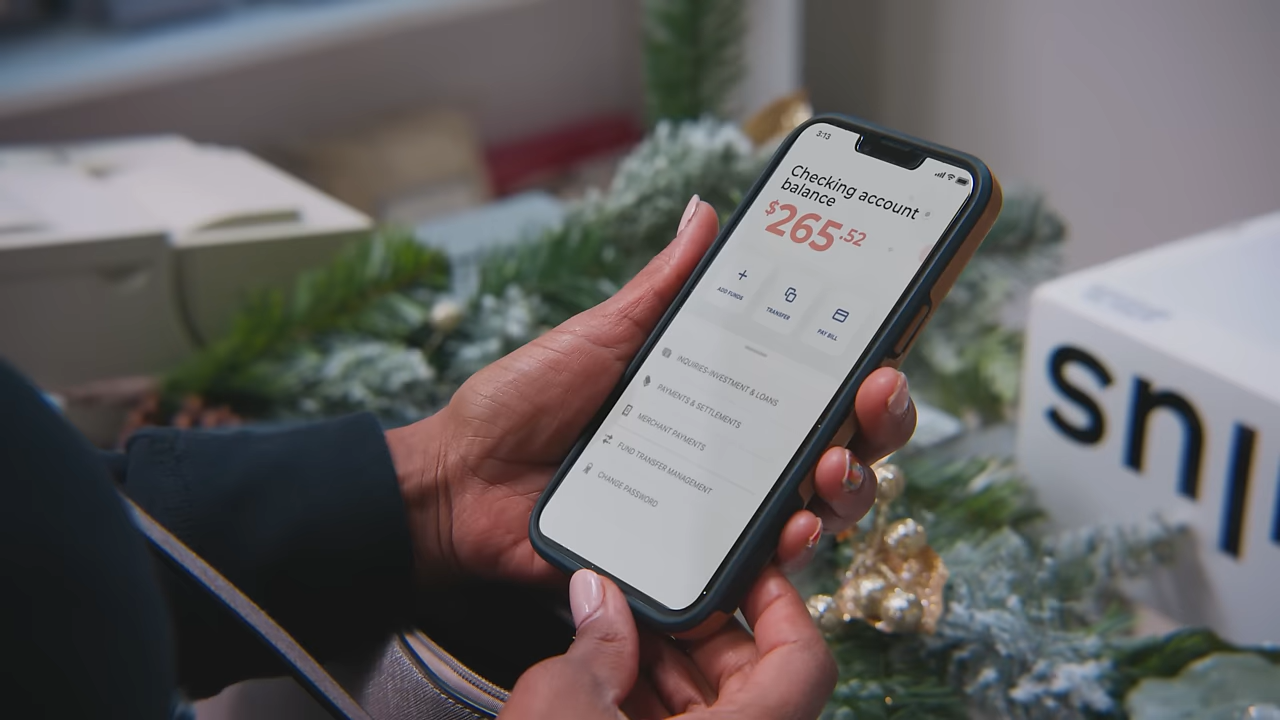 3:13
Checking account
balance
$265.52
ADD FUNDS
TRANSFER
PAY BILL
INQUIRIES-INVESTMENT & LOANS
PAYMENTS & SETTLEMENTS
MERCHANT PAYMENTS
FUND TRANSFER MANAGEMENT
CHANGE PASSWORD
sni